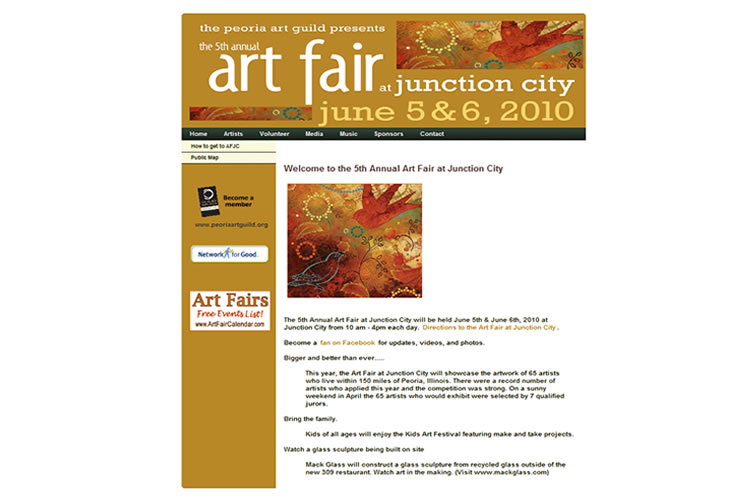 the peoria art guild presents
the 5th annual
art fair at junction city
june 5 & 6, 2010
Home Artists Volunteer Media Music Sponsors Contact
How to get to AFJC
Public Map
Become a
member
www.peoriaartguild.org
Network for Good.
Art Fairs
Free Events List!
www.ArtFairCalendar.com
Welcome to the 5th Annual Art Fair at Junction City
The 5th Annual Art Fair at Junction City will be held June 5th & June 6th, 2010 at
Junction City from 10 am - 4pm each day. Directions to the Art Fair at Junction City .
Become a fan on Facebook for updates, videos, and photos.
Bigger and better than ever.....
This year, the Art Fair at Junction City will showcase the artwork of 65 artists
who live within 150 miles of Peoria, Illinois. There were a record number of
artists who applied this year and the competition was strong. On a sunny
weekend in April the 65 artists who would exhibit were selected by 7 qualified
jurors.
Bring the family.
Kids of all ages will enjoy the Kids Art Festival featuring make and take projects.
Watch a glass sculpture being built on site
Mack Glass will construct a glass sculpture from recycled glass outside of the
new 309 restaurant. Watch art in the making. (Visit www.mackglass.com)